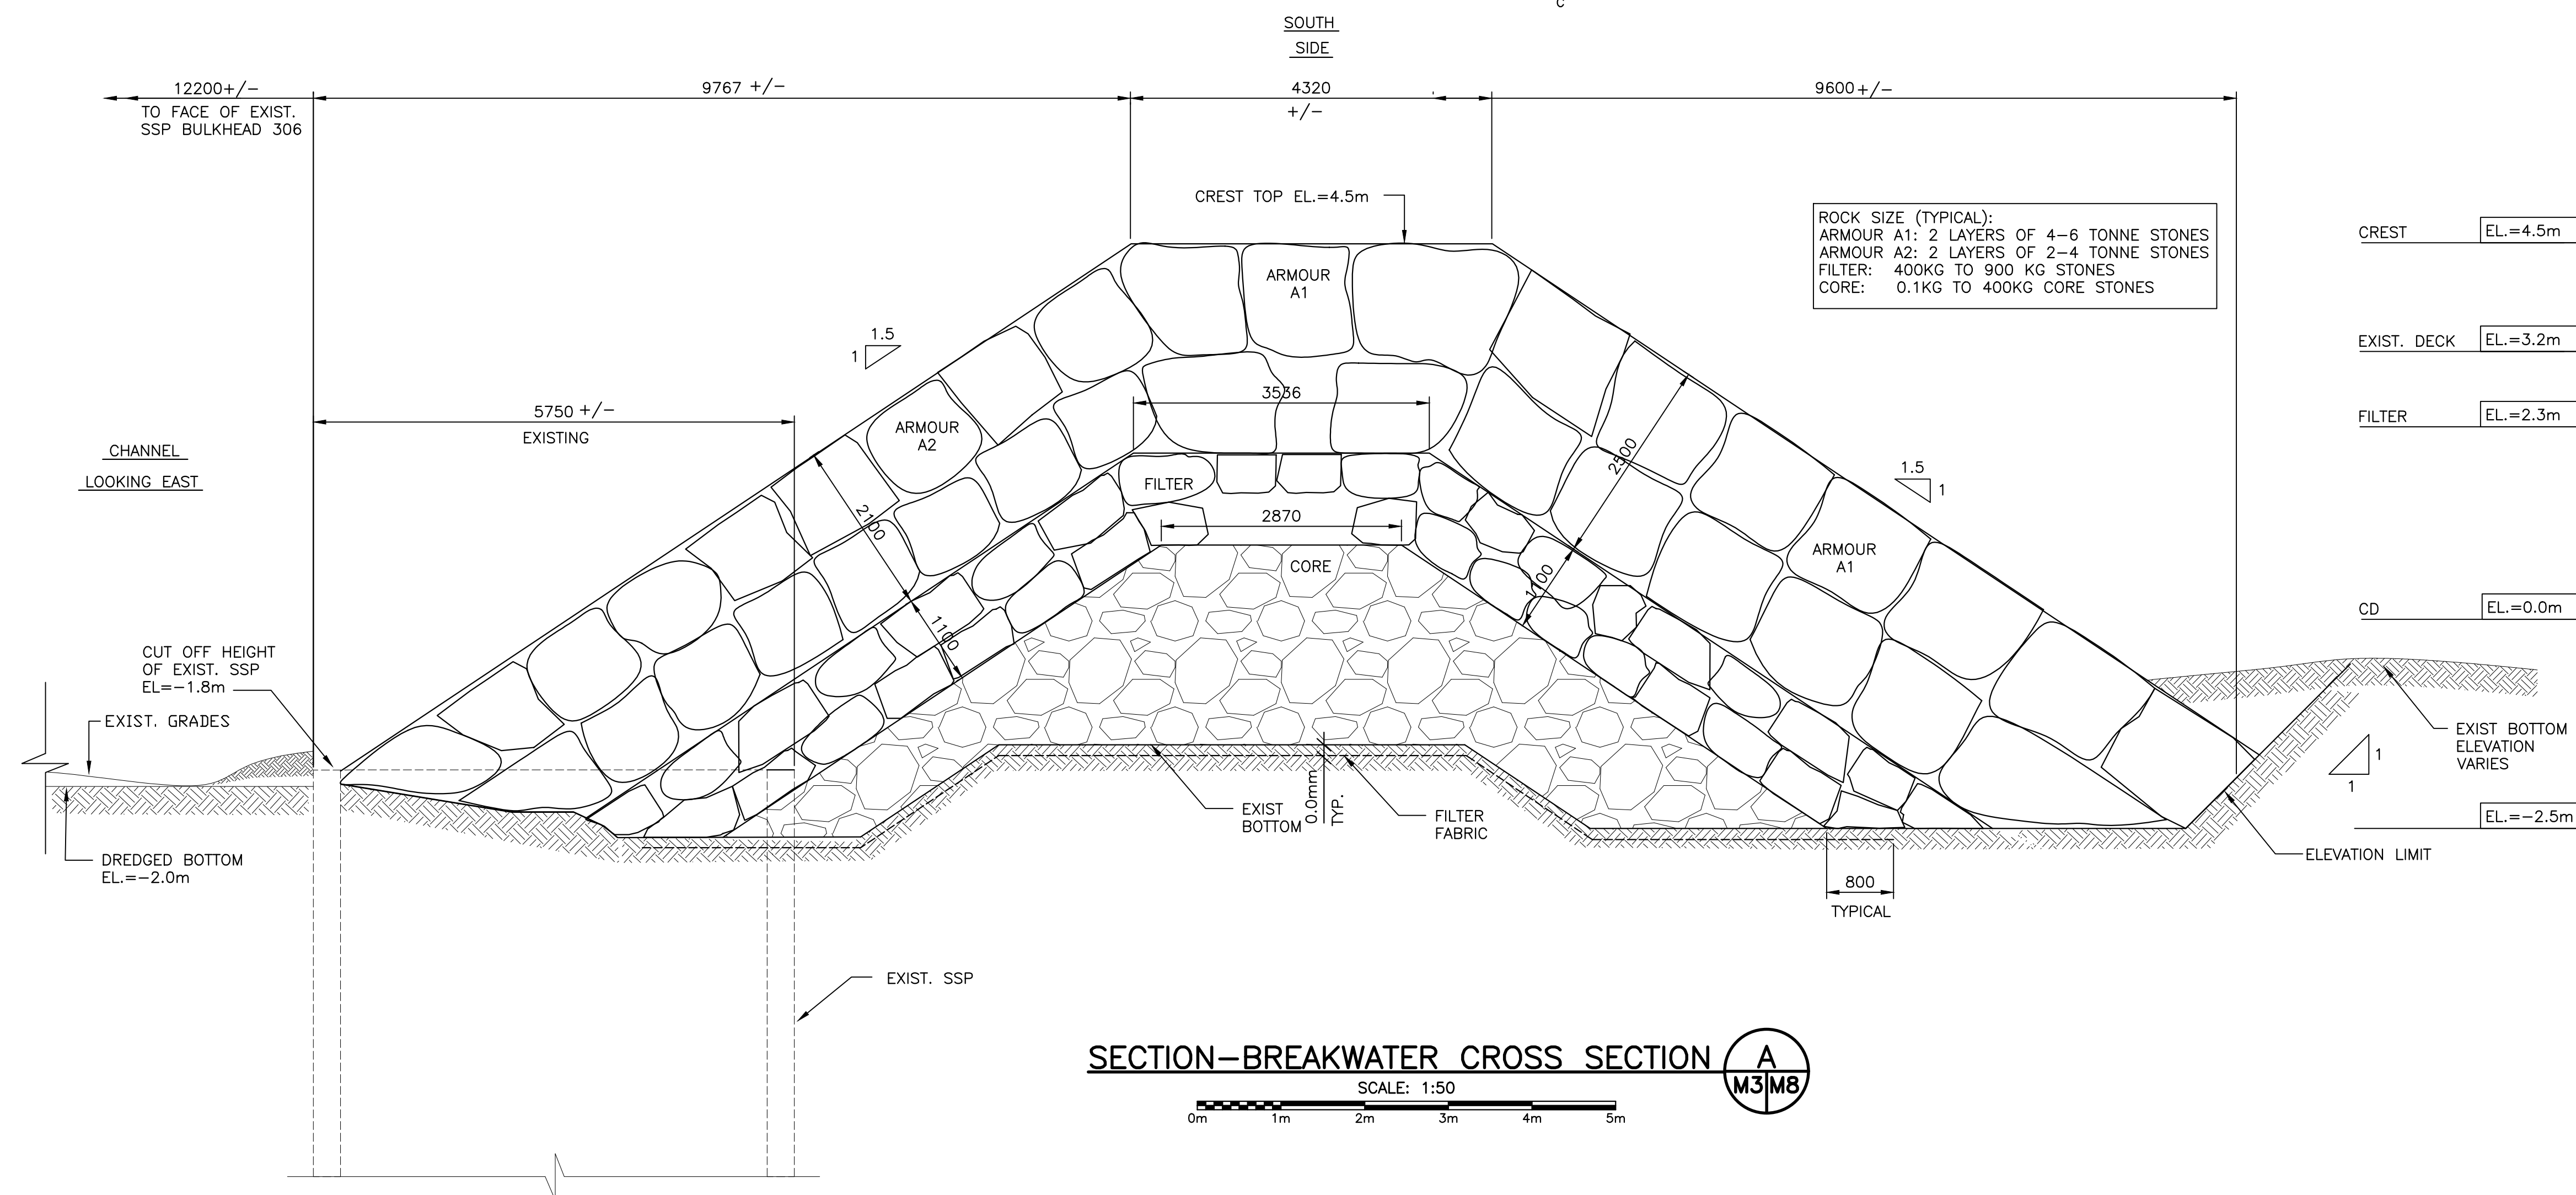 C
SOUTH
SIDE
12200+/-
9767 +/-
4320
+/-
9600+/-
TO FACE OF EXIST.
SSP BULKHEAD 306
CREST TOP EL.=4.5m
ROCK SIZE (TYPICAL):
ARMOUR A1: 2 LAYERS OF 4-6 TONNE STONES
ARMOUR A2: 2 LAYERS OF 2-4 TONNE STONES
FILTER: 400KG TO 900 KG STONES
CORE: 0.1KG TO 400KG CORE STONES
CREST
EL.=4.5m
ARMOUR
A1
1.5
1
EXIST. DECK
EL.=3.2m
3536
5750 +/-
EXISTING
ARMOUR
A2
FILTER
EL.=2.3m
CHANNEL
LOOKING EAST
2500
1.5
1
FILTER
2100
2870
ARMOUR
A1
CORE
1100
1100
CD
EL.=0.0m
CUT OFF HEIGHT
OF EXIST. SSP
EL=-1.8m
EXIST. GRADES
EXIST BOTTOM
ELEVATION
VARIES
1
1
0.0mm
TYP.
EXIST
BOTTOM
FILTER
FABRIC
EL.=-2.5m
DREDGED BOTTOM
EL.=-2.0m
ELEVATION LIMIT
800
TYPICAL
EXIST. SSP
SECTION-BREAKWATER CROSS SECTION
A
M3 M8
SCALE: 1:50
0m 1m 2m 3m 4m 5m